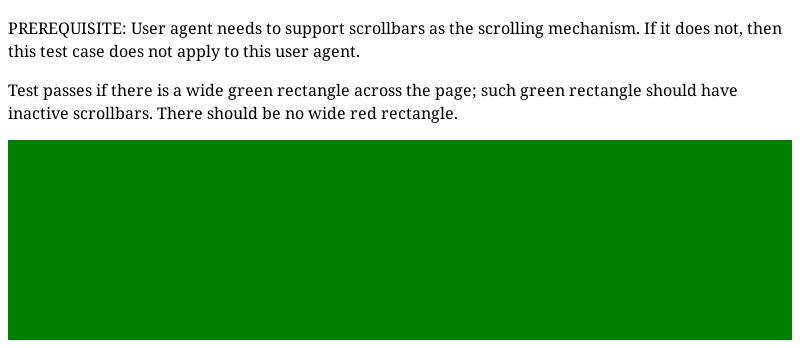 PREREQUISITE: User agent needs to support scrollbars as the scrolling mechanism. If it does not, then
this test case does not apply to this user agent.
Test passes if there is a wide green rectangle across the page; such green rectangle should have
inactive scrollbars. There should be no wide red rectangle.